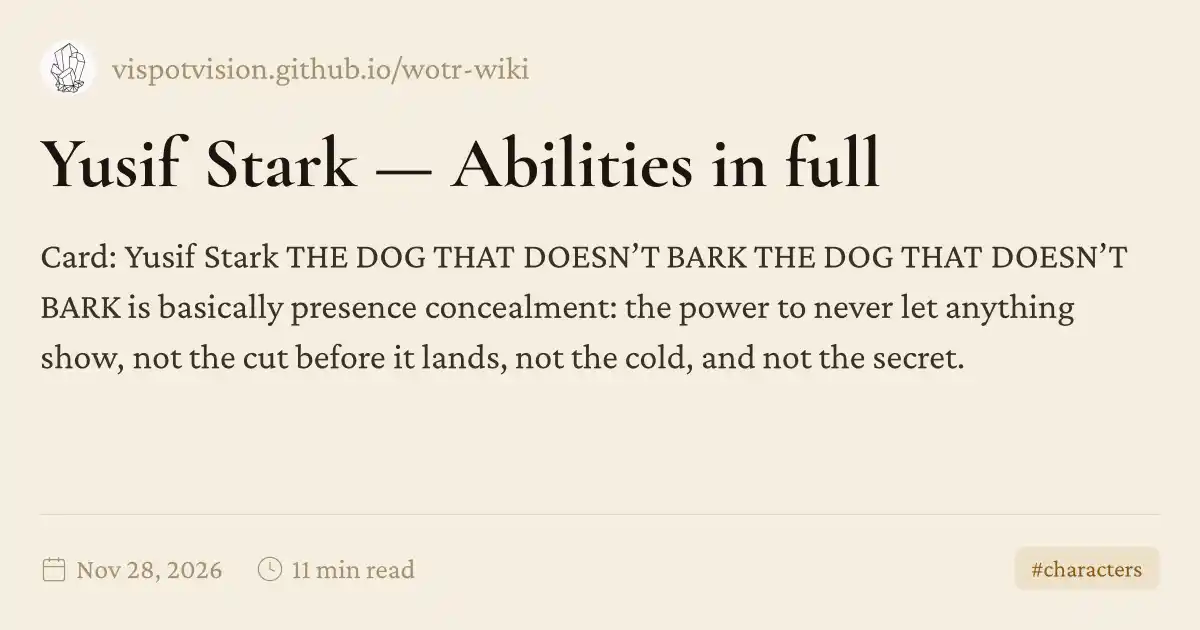 vispotvision.github.io/wotr-wiki
Yusif Stark — Abilities in full
Card: Yusif Stark THE DOG THAT DOESN’T BARK THE DOG THAT DOESN’T
BARK is basically presence concealment: the power to never let anything
show, not the cut before it lands, not the cold, and not the secret.
Nov 28, 2026
11 min read
#characters